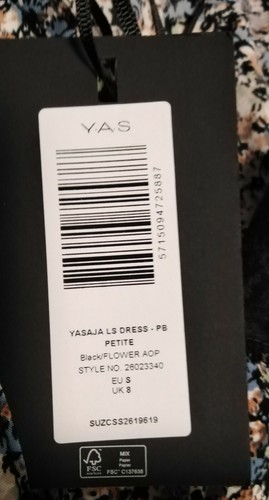 Y.A.S
5715094725887
YASAJA LS DRESS - PB
PETITE
Black/FLOWER AOP
STYLE NO. 26023340
EU S
UK 8
SUZCSS2619619
FSC
MIX
Paper
Papier
FSC® C137638